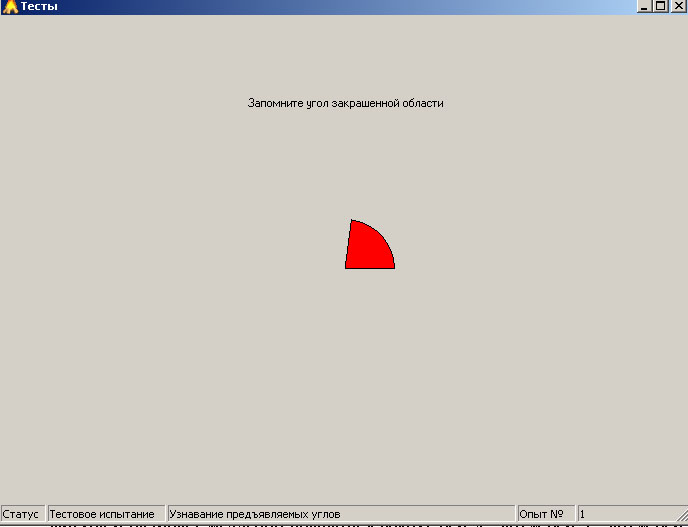 Тесты
Запомните угол закрашенной области
Статус Тестовое испытание Узнавание предъявляемых углов Опыт № 1